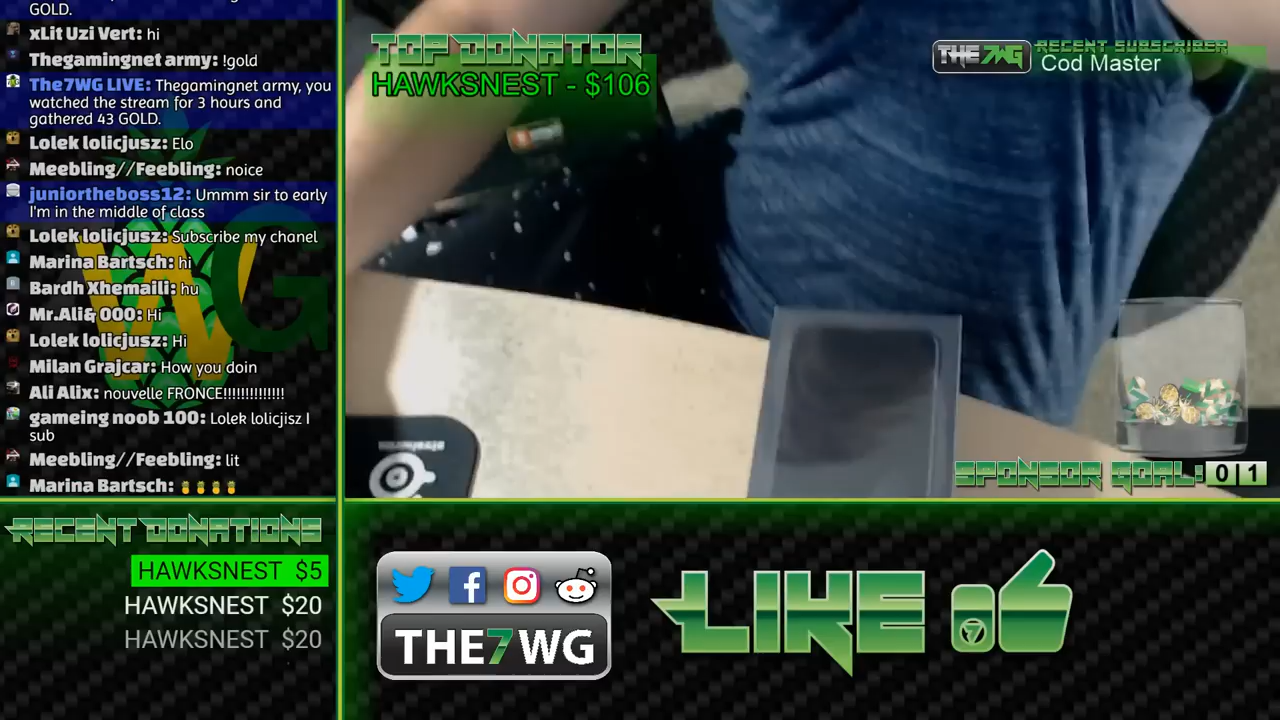 GOLD.
xLit Uzi Vert: hi
Thegamingnet army: !gold
The7WG LIVE: Thegamingnet army, you
watched the stream for 3 hours and
gathered 43 GOLD.
Lolek lolicjusz: Elo
Meebling//Feebling: noice
juniortheboss12: Ummm sir to early
I'm in the middle of class
Lolek lolicjusz: Subscribe my chanel
Marina Bartsch: hi
Bardh Xhemaili: hu
Mr.Ali& 000: Hi
Lolek lolicjusz: Hi
Milan Grajcar: How you doin
Ali Alix: nouvelle FRONCE!!!!!!!!!!!!!!
gameing noob 100: Lolek lolicjisz I
sub
Meebling//Feebling: lit
Marina Bartsch: 🍍🍍🍍🍍
WG
RECENT DONATIONS
HAWKSNEST $5
HAWKSNEST $20
HAWKSNEST $20
TOP DONATOR
HAWKSNEST - $106
THE7WG
RECENT SUBSCRIBER
Cod Master
steelseries
SPONSOR GOAL: 01
THE7WG
LIKE
7